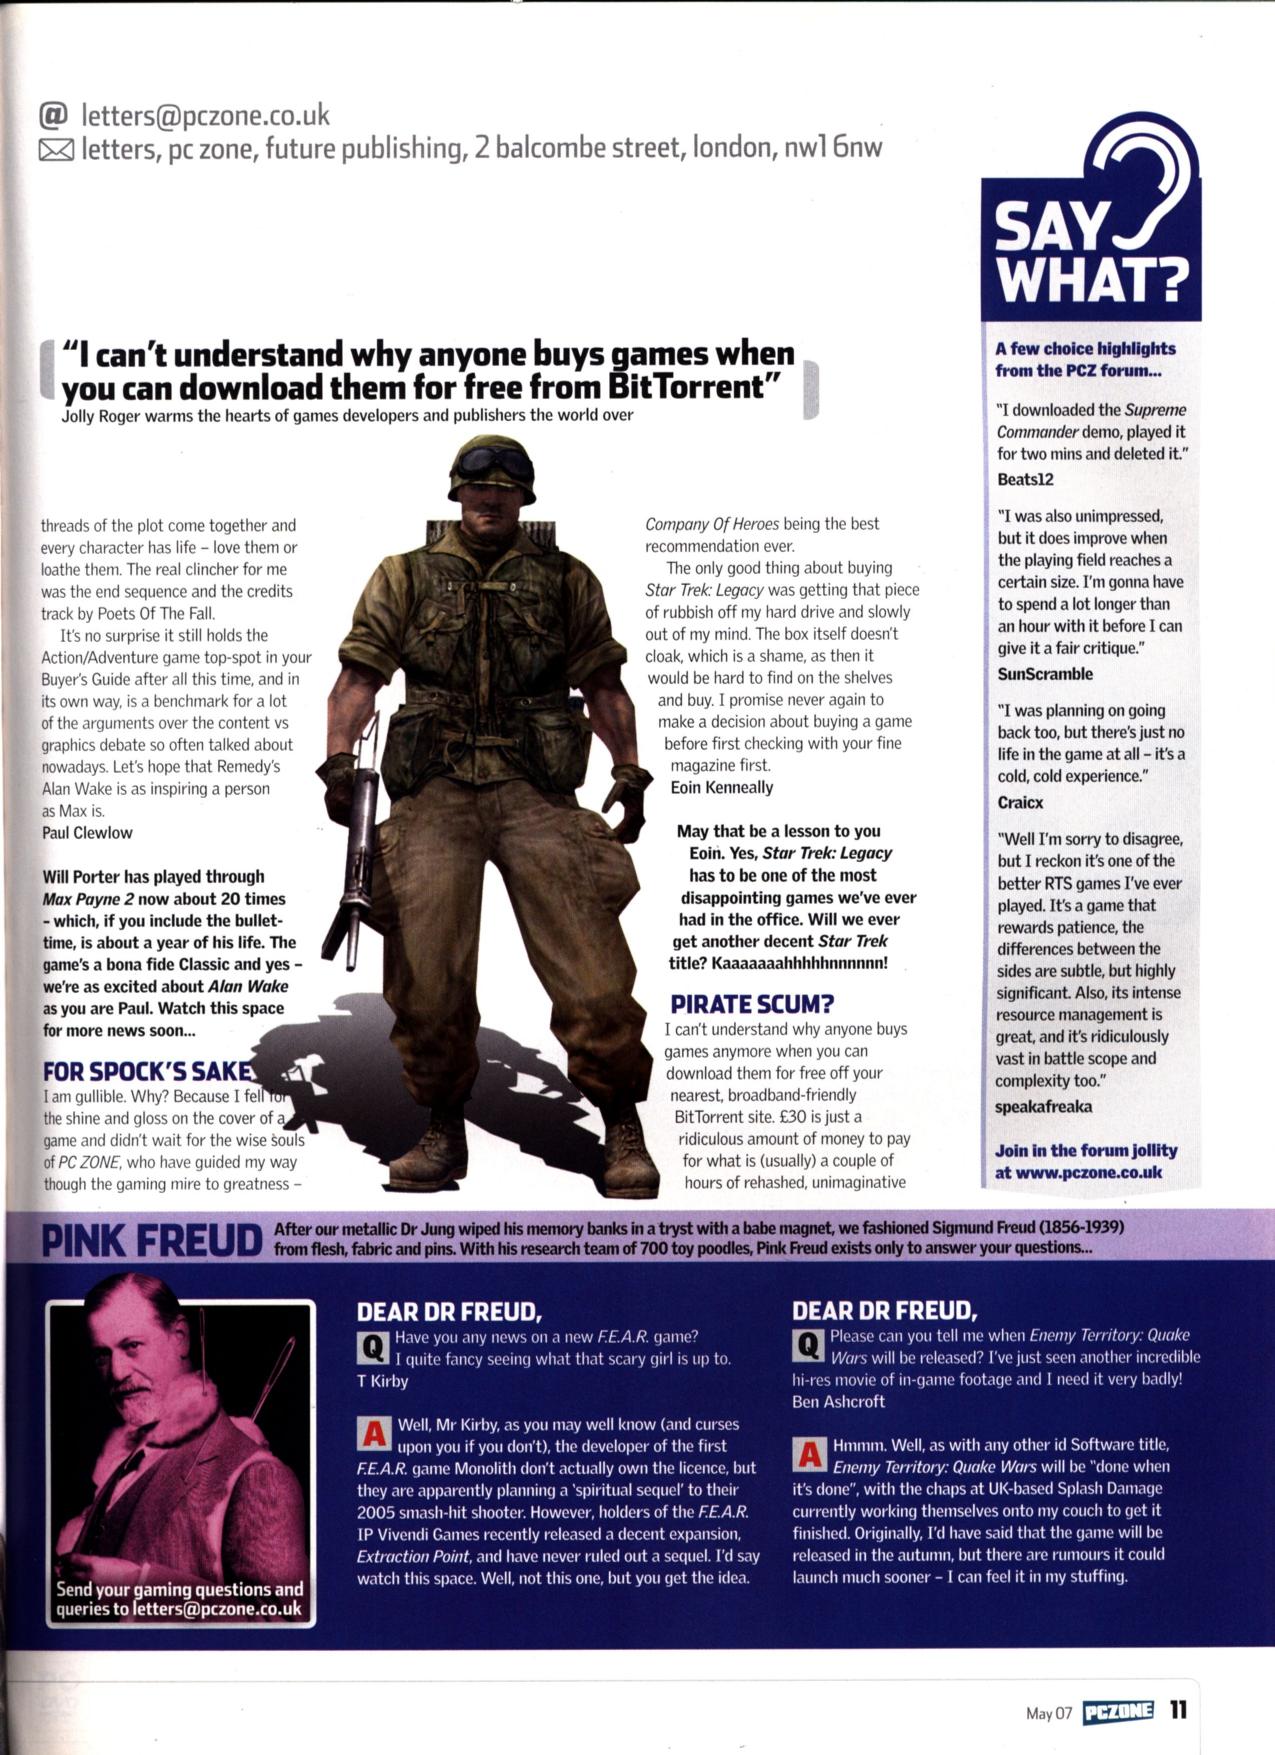 @ letters@pczone.co.uk
letters, pc zone, future publishing, 2 balcombe street, london, nw1 6nw
"I can't understand why anyone buys games when
you can download them for free from BitTorrent"
Jolly Roger warms the hearts of games developers and publishers the world over
threads of the plot come together and
every character has life – love them or
loathe them. The real clincher for me
was the end sequence and the credits
track by Poets Of The Fall.
It's no surprise it still holds the
Action/Adventure game top-spot in your
Buyer's Guide after all this time, and in
its own way, is a benchmark for a lot
of the arguments over the content vs
graphics debate so often talked about
nowadays. Let's hope that Remedy's
Alan Wake is as inspiring a person
as Max is.
Paul Clewlow
Will Porter has played through
Max Payne 2 now about 20 times
- which, if you include the bullet-
time, is about a year of his life. The
game's a bona fide Classic and yes –
we're as excited about Alan Wake
as you are Paul. Watch this space
for more news soon...
FOR SPOCK'S SAKE
I am gullible. Why? Because I fell for
the shine and gloss on the cover of a
game and didn't wait for the wise souls
of PC ZONE, who have guided my way
though the gaming mire to greatness –
Company Of Heroes being the best
recommendation ever.
The only good thing about buying
Star Trek: Legacy was getting that piece
of rubbish off my hard drive and slowly
out of my mind. The box itself doesn't
cloak, which is a shame, as then it
would be hard to find on the shelves
and buy. I promise never again to
make a decision about buying a game
before first checking with your fine
magazine first.
Eoin Kenneally
May that be a lesson to you
Eoin. Yes, Star Trek: Legacy
has to be one of the most
disappointing games we've ever
had in the office. Will we ever
get another decent Star Trek
title? Kaaaaaaahhhhhnnnnnn!
PIRATE SCUM?
I can't understand why anyone buys
games anymore when you can
download them for free off your
nearest, broadband-friendly
BitTorrent site. £30 is just a
ridiculous amount of money to pay
for what is (usually) a couple of
hours of rehashed, unimaginative
SAY
WHAT?
A few choice highlights
from the PCZ forum...
"I downloaded the Supreme
Commander demo, played it
for two mins and deleted it."
Beats12
"I was also unimpressed,
but it does improve when
the playing field reaches a
certain size. I'm gonna have
to spend a lot longer than
an hour with it before I can
give it a fair critique."
SunScramble
"I was planning on going
back too, but there's just no
life in the game at all – it's a
cold, cold experience."
Craicx
"Well I'm sorry to disagree,
but I reckon it's one of the
better RTS games I've ever
played. It's a game that
rewards patience, the
differences between the
sides are subtle, but highly
significant. Also, its intense
resource management is
great, and it's ridiculously
vast in battle scope and
complexity too."
speakafreaka
Join in the forum jollity
at www.pczone.co.uk
PINK FREUD
After our metallic Dr Jung wiped his memory banks in a tryst with a babe magnet, we fashioned Sigmund Freud (1856-1939)
from flesh, fabric and pins. With his research team of 700 toy poodles, Pink Freud exists only to answer your questions...
Send your gaming questions and
queries to letters@pczone.co.uk
DEAR DR FREUD,
Q Have you any news on a new F.E.A.R. game?
I quite fancy seeing what that scary girl is up to.
T Kirby
A Well, Mr Kirby, as you may well know (and curses
upon you if you don't), the developer of the first
F.E.A.R. game Monolith don't actually own the licence, but
they are apparently planning a 'spiritual sequel' to their
2005 smash-hit shooter. However, holders of the F.E.A.R.
IP Vivendi Games recently released a decent expansion,
Extraction Point, and have never ruled out a sequel. I'd say
watch this space. Well, not this one, but you get the idea.
DEAR DR FREUD,
Q Please can you tell me when Enemy Territory: Quake
Wars will be released? I've just seen another incredible
hi-res movie of in-game footage and I need it very badly!
Ben Ashcroft
A Hmmm. Well, as with any other id Software title,
Enemy Territory: Quake Wars will be "done when
it's done", with the chaps at UK-based Splash Damage
currently working themselves onto my couch to get it
finished. Originally, I'd have said that the game will be
released in the autumn, but there are rumours it could
launch much sooner – I can feel it in my stuffing.
May 07 PCZONE 11